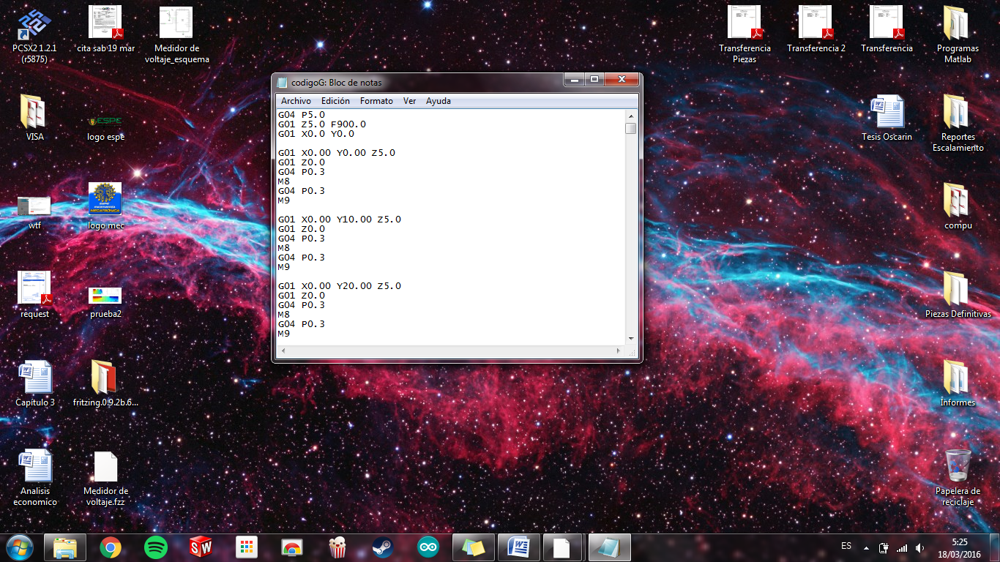 PCSX2 1.2.1
(r5875)
cita sab 19 mar
Medidor de
voltaje_esquema
Transferencia
Piezas
Transferencia 2
Transferencia
Programas
Matlab
VISA
ESPE
logo espe
Tesis Oscarin
Reportes
Escalamiento
wtf
logo mec
compu
request
prueba2
Piezas Definitivas
Capítulo 3
fritzing.0.9.2b.6...
Informes
Analisis
economico
Medidor de
voltaje.fzz
Papelera de
reciclaje
codigoG: Bloc de notas
Archivo Edición Formato Ver Ayuda
G04 P5.0
G01 Z5.0 F900.0
G01 X0.0 Y0.0
G01 X0.00 Y0.00 Z5.0
G01 Z0.0
G04 P0.3
M8
G04 P0.3
M9
G01 X0.00 Y10.00 Z5.0
G01 Z0.0
G04 P0.3
M8
G04 P0.3
M9
G01 X0.00 Y20.00 Z5.0
G01 Z0.0
G04 P0.3
M8
G04 P0.3
M9
SW
ES
5:25
18/03/2016